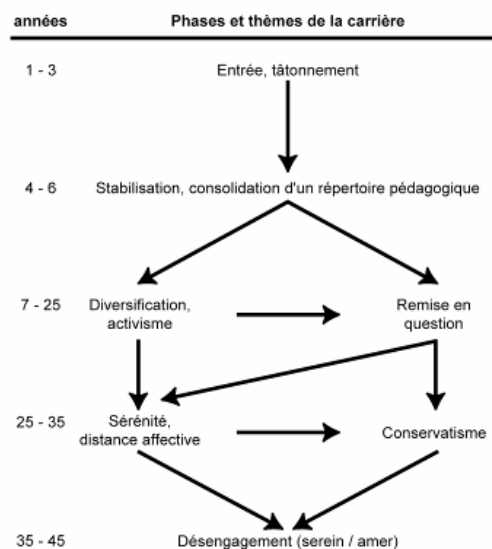 années Phases et thèmes de la carrière
1 - 3 Entrée, tâtonnement
4 - 6 Stabilisation, consolidation d'un répertoire pédagogique
7 - 25 Diversification, Remise en
activisme question
25 - 35 Sérénité,
distance affective Conservatisme
35 - 45 Désengagement (serein / amer)